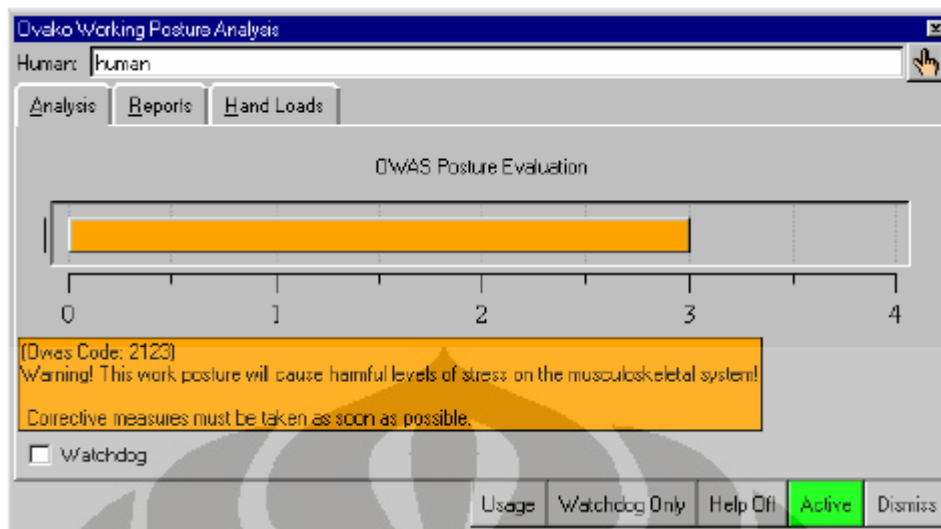 Ovako Working Posture Analysis
Human: human
Analysis Reports Hand Loads
OWAS Posture Evaluation
0 1 2 3 4
(Owas Code: 2123)
Warning! This work posture will cause harmful levels of stress on the musculoskeletal system!
Corrective measures must be taken as soon as possible.
Watchdog
Usage Watchdog Only Help Off Active Dismiss